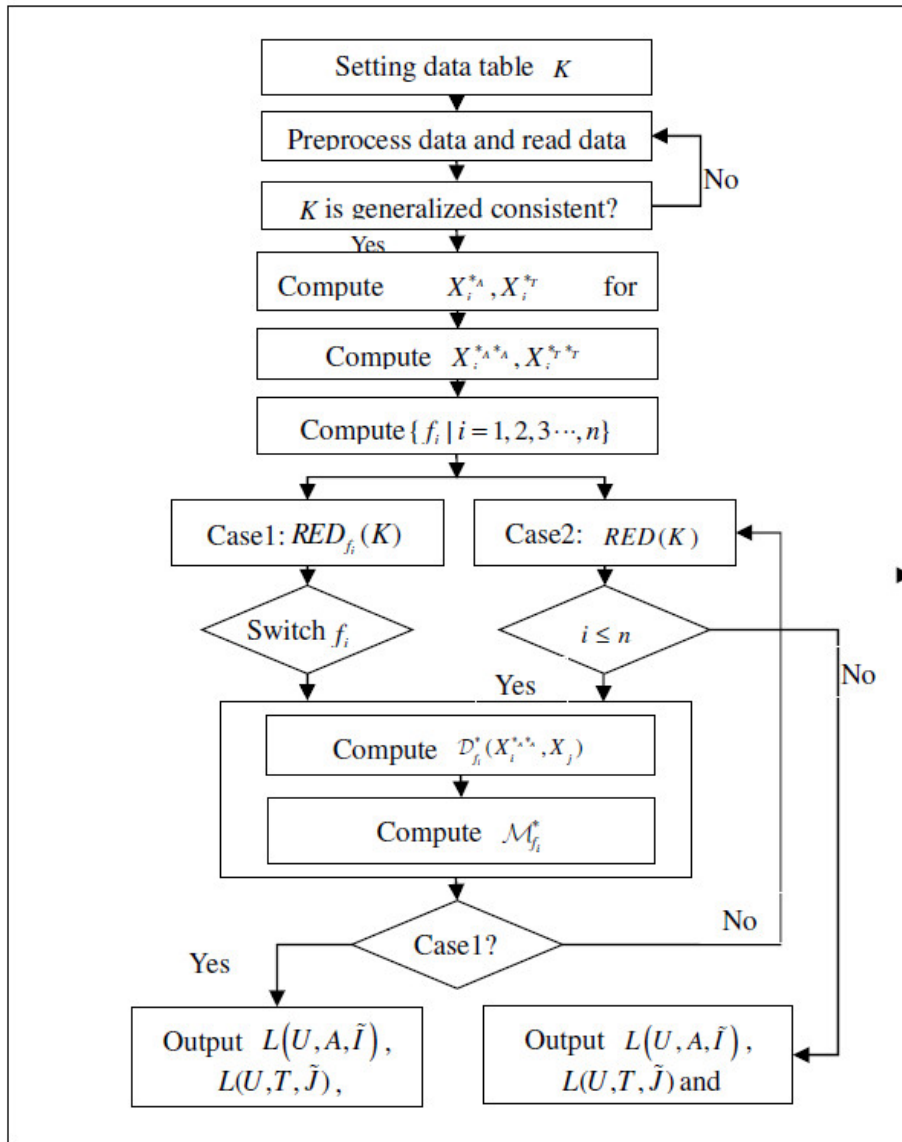 Setting data table K
Preprocess data and read data
No
K is generalized consistent?
Yes
Compute X_i^{*_A}, X_i^{*_T} for
Compute X_i^{*_A *_A}, X_i^{*_T *_T}
Compute { f_i | i = 1, 2, 3 ⋯, n}
Case1: RED_{f_i}(K)
Case2: RED(K)
Switch f_i
i ≤ n
No
Yes
Compute 𝒟*_{f_i}(X_i^{*_A *_A}, X_j)
Compute ℳ*_{f_i}
No
Case1?
Yes
Output L(U, A, Ĩ) ,
L(U,T, J̃) ,
Output L(U, A, Ĩ) ,
L(U,T, J̃) and